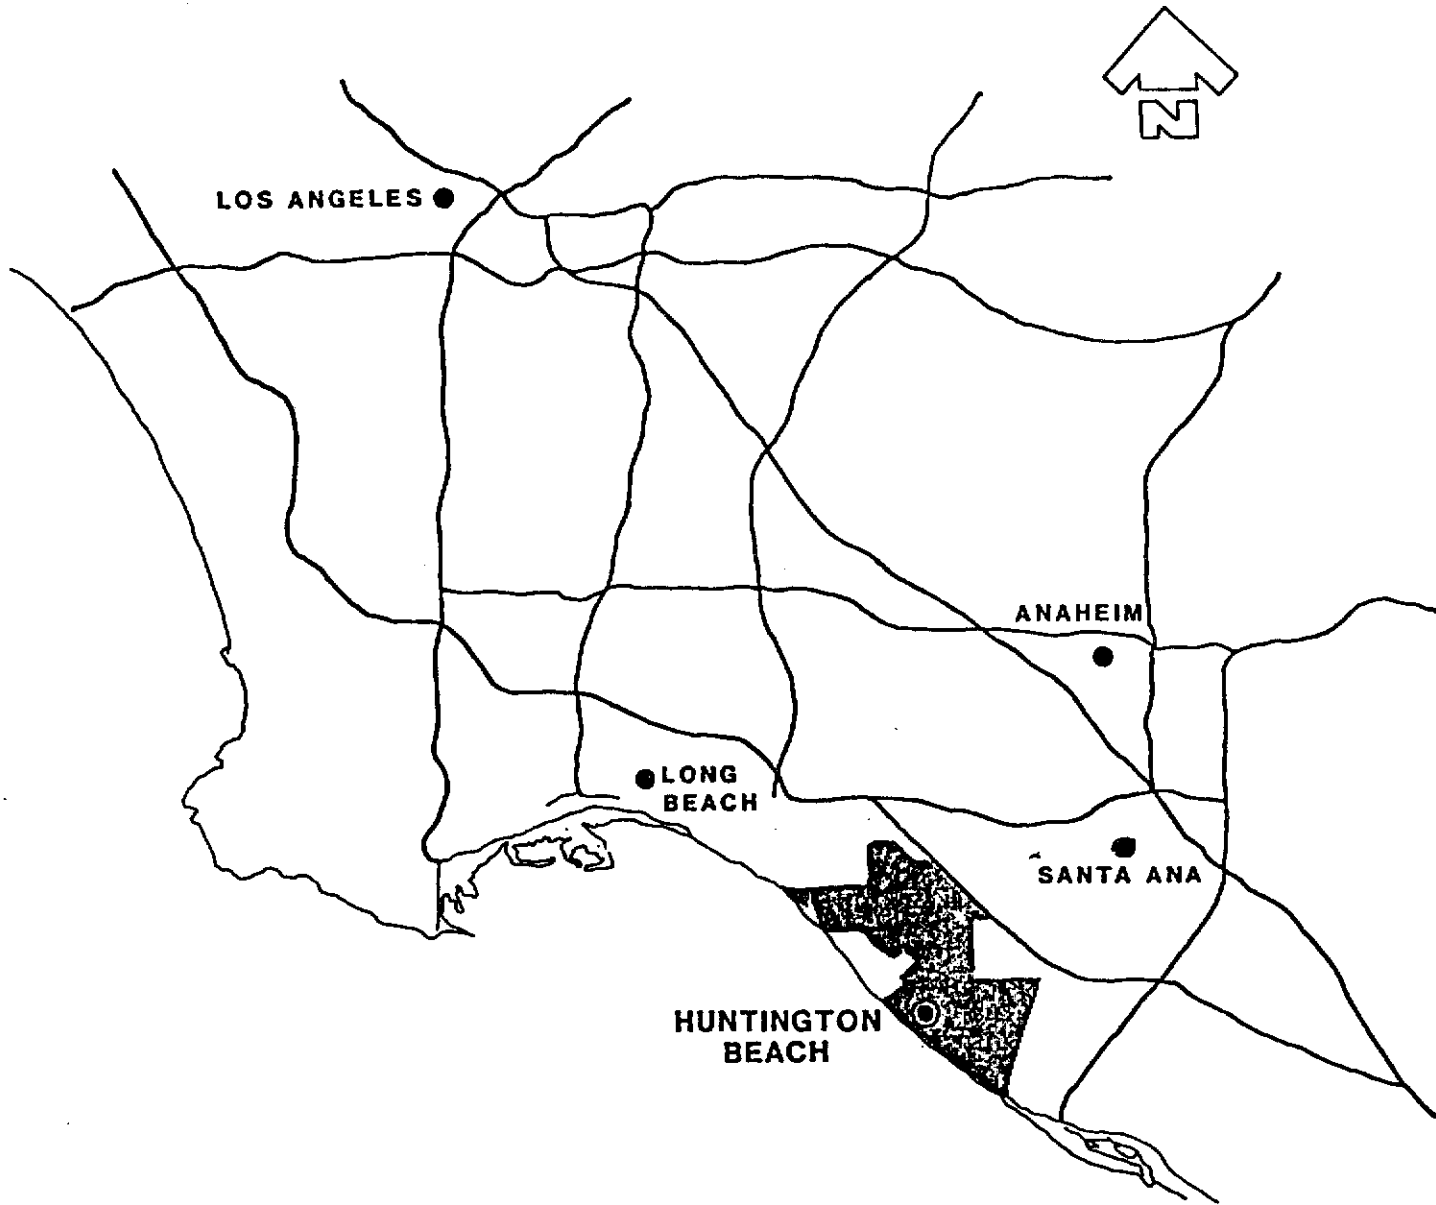 N
LOS ANGELES
ANAHEIM
LONG
BEACH
SANTA ANA
HUNTINGTON
BEACH